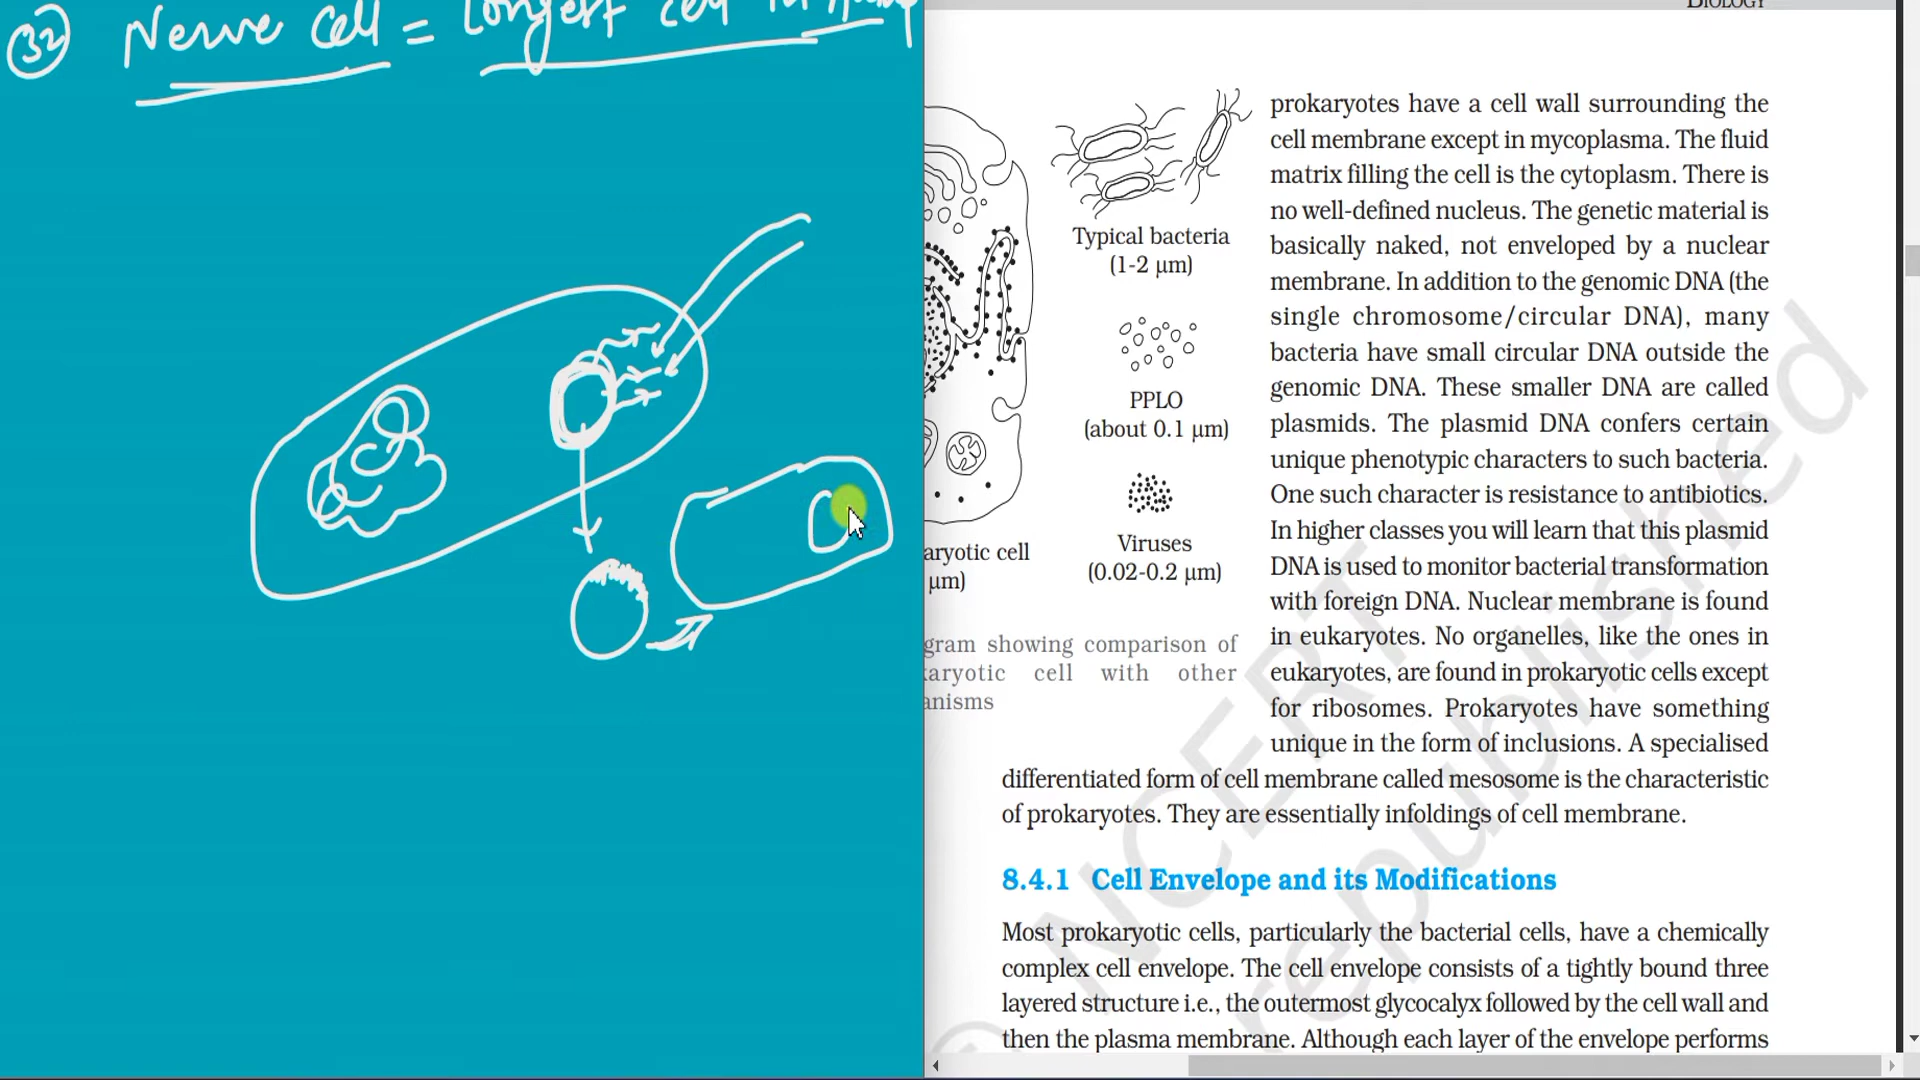 BIOLOGY
32 Nerve Cell = Longest cell in
prokaryotes have a cell wall surrounding the
cell membrane except in mycoplasma. The fluid
matrix filling the cell is the cytoplasm. There is
no well-defined nucleus. The genetic material is
basically naked, not enveloped by a nuclear
membrane. In addition to the genomic DNA (the
single chromosome/circular DNA), many
bacteria have small circular DNA outside the
genomic DNA. These smaller DNA are called
plasmids. The plasmid DNA confers certain
unique phenotypic characters to such bacteria.
One such character is resistance to antibiotics.
In higher classes you will learn that this plasmid
DNA is used to monitor bacterial transformation
with foreign DNA. Nuclear membrane is found
in eukaryotes. No organelles, like the ones in
eukaryotes, are found in prokaryotic cells except
for ribosomes. Prokaryotes have something
unique in the form of inclusions. A specialised
differentiated form of cell membrane called mesosome is the characteristic
of prokaryotes. They are essentially infoldings of cell membrane.
Typical bacteria
(1-2 µm)
PPLO
(about 0.1 µm)
Viruses
(0.02-0.2 µm)
aryotic cell
µm)
gram showing comparison of
karyotic cell with other
anisms
8.4.1 Cell Envelope and its Modifications
Most prokaryotic cells, particularly the bacterial cells, have a chemically
complex cell envelope. The cell envelope consists of a tightly bound three
layered structure i.e., the outermost glycocalyx followed by the cell wall and
then the plasma membrane. Although each layer of the envelope performs
© NCERT
republished